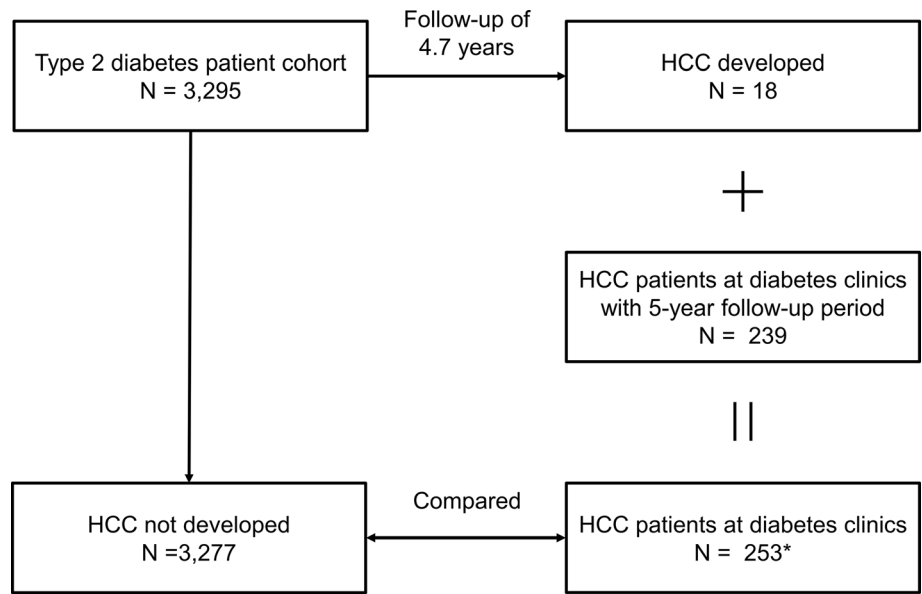 Type 2 diabetes patient cohort
N = 3,295
Follow-up of
4.7 years
HCC developed
N = 18
+
HCC patients at diabetes clinics
with 5-year follow-up period
N = 239
=
HCC not developed
N =3,277
Compared
HCC patients at diabetes clinics
N = 253*